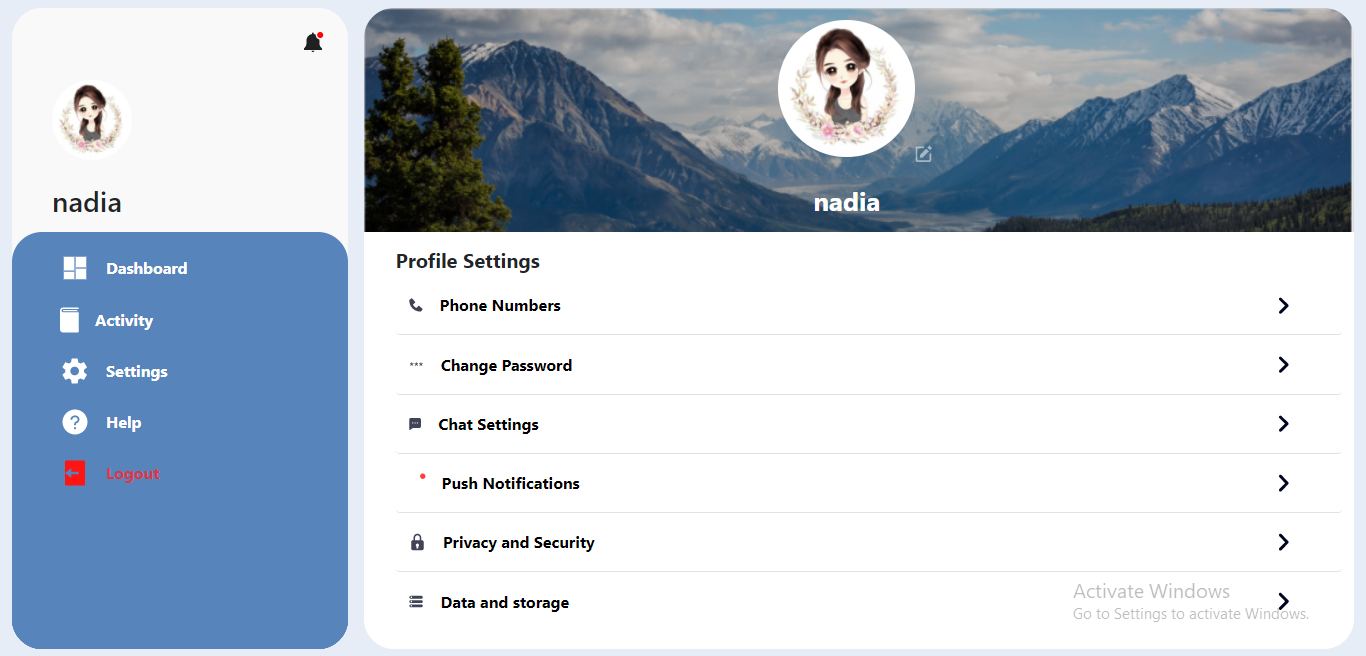 nadia
Dashboard
Activity
Settings
Help
Logout
nadia
Profile Settings
Phone Numbers
Change Password
Chat Settings
Push Notifications
Privacy and Security
Data and storage
Activate Windows
Go to Settings to activate Windows.